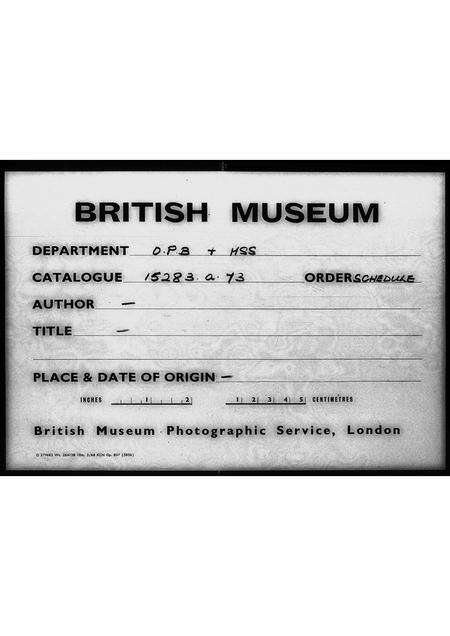 BRITISH MUSEUM
DEPARTMENT O.P.B + MSS
CATALOGUE 15283. a. 73 ORDER SCHEDULE
AUTHOR —
TITLE —
PLACE & DATE OF ORIGIN —
INCHES 1 2 1 2 3 4 5 CENTIMETRES
British Museum Photographic Service, London